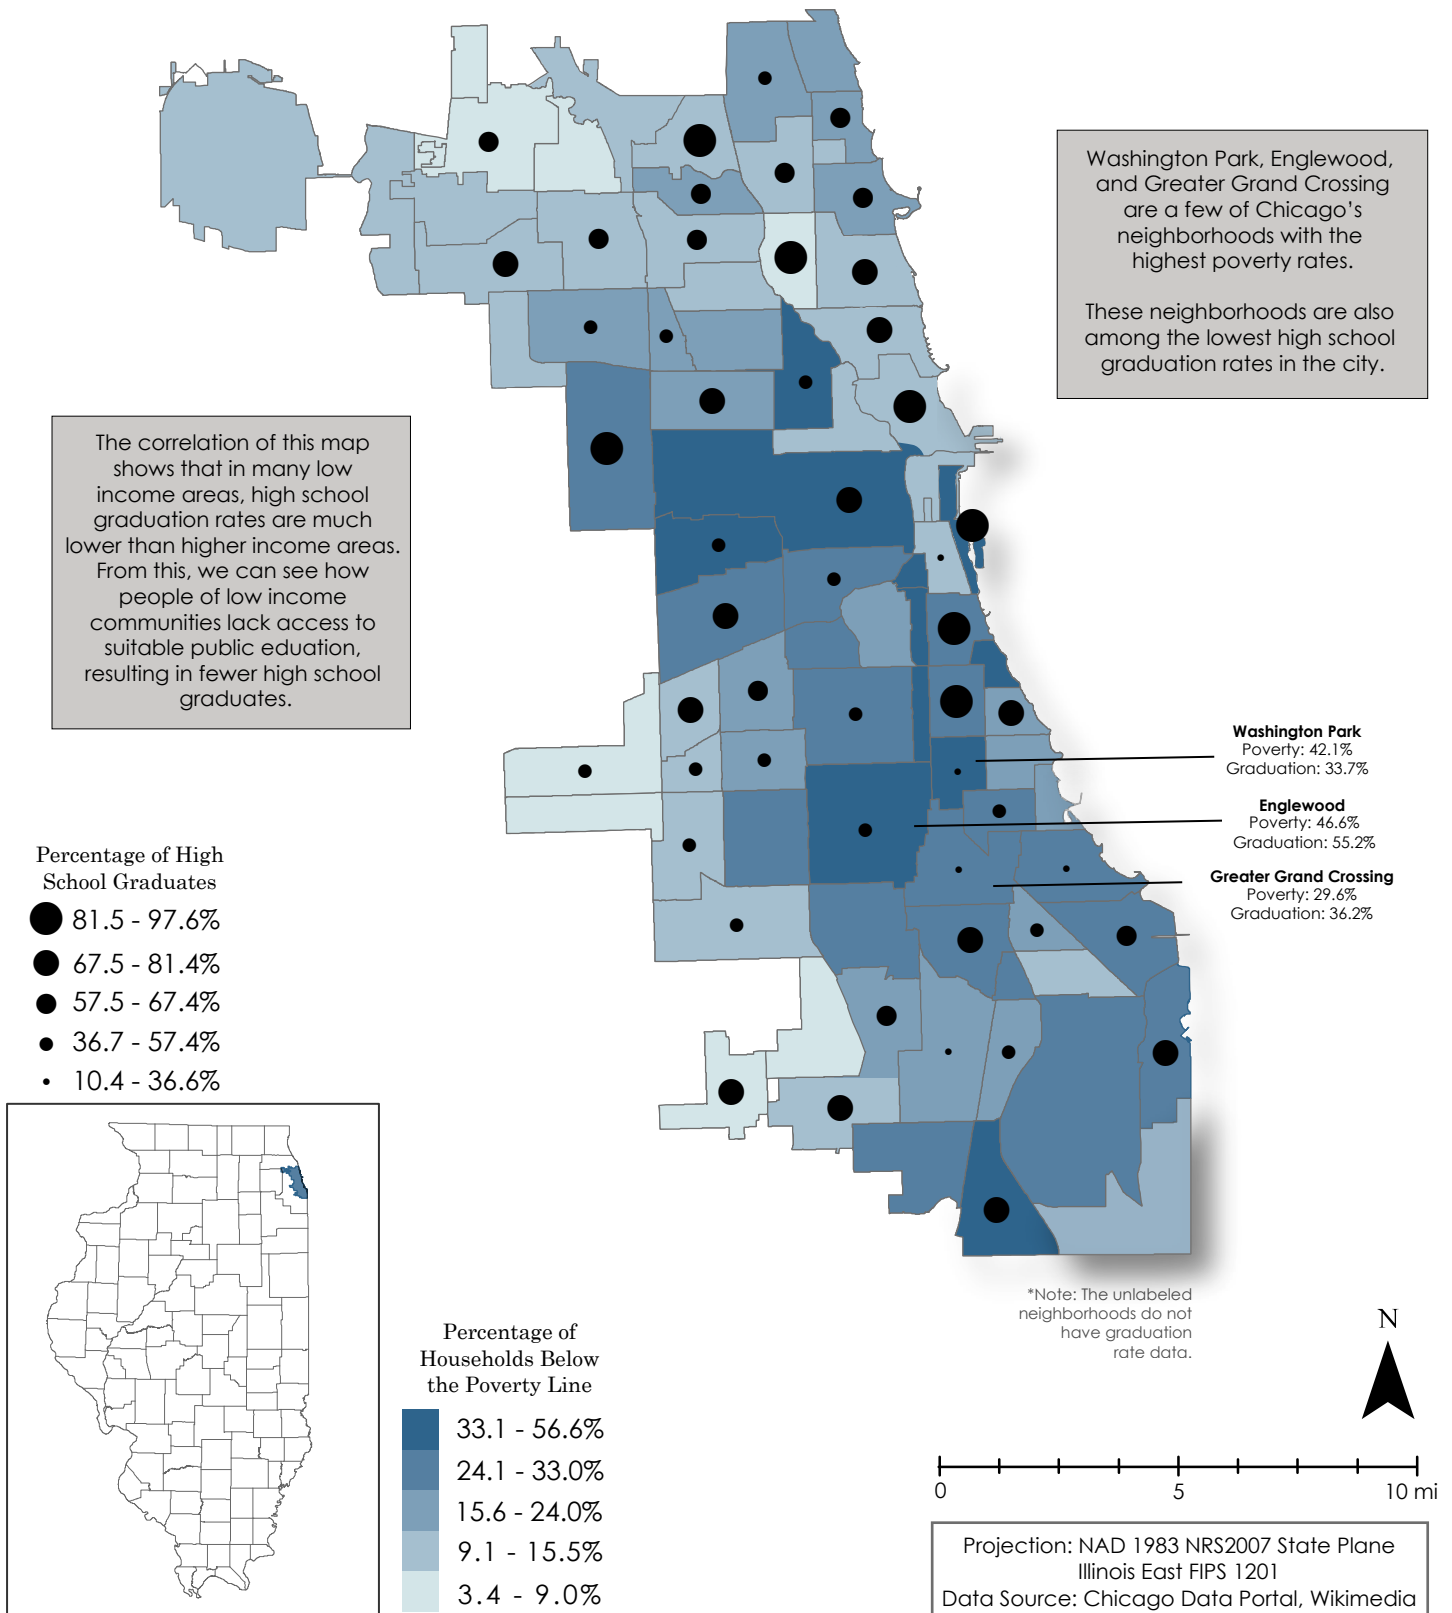 Washington Park, Englewood,
and Greater Grand Crossing
are a few of Chicago's
neighborhoods with the
highest poverty rates.
These neighborhoods are also
among the lowest high school
graduation rates in the city.
The correlation of this map
shows that in many low
income areas, high school
graduation rates are much
lower than higher income areas.
From this, we can see how
people of low income
communities lack access to
suitable public eduation,
resulting in fewer high school
graduates.
Washington Park
Poverty: 42.1%
Graduation: 33.7%
Englewood
Poverty: 46.6%
Graduation: 55.2%
Greater Grand Crossing
Poverty: 29.6%
Graduation: 36.2%
Percentage of High
School Graduates
81.5 - 97.6%
67.5 - 81.4%
57.5 - 67.4%
36.7 - 57.4%
10.4 - 36.6%
*Note: The unlabeled
neighborhoods do not
have graduation
rate data.
Percentage of
Households Below
the Poverty Line
33.1 - 56.6%
24.1 - 33.0%
15.6 - 24.0%
9.1 - 15.5%
3.4 - 9.0%
N
0 5 10 mi
Projection: NAD 1983 NRS2007 State Plane
Illinois East FIPS 1201
Data Source: Chicago Data Portal, Wikimedia